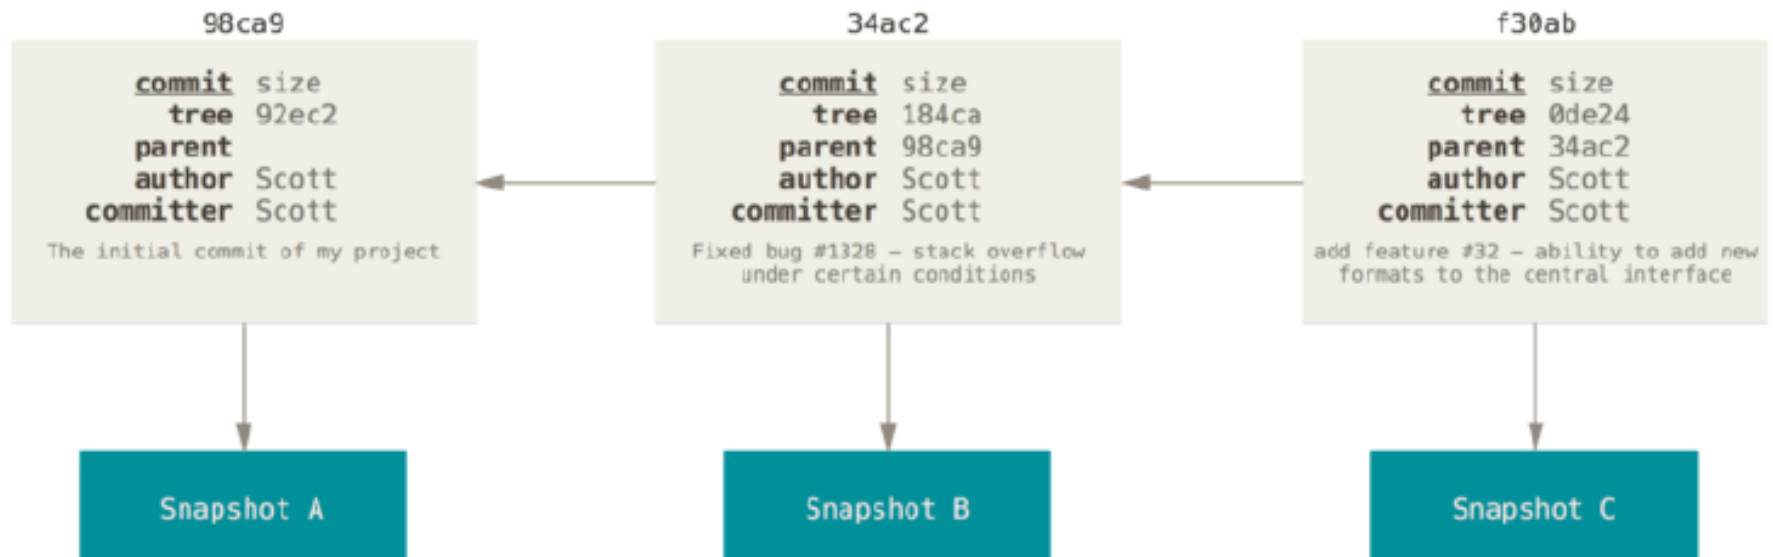 98ca9
commit size
tree 92ec2
parent
author Scott
committer Scott
The initial commit of my project
Snapshot A
34ac2
commit size
tree 184ca
parent 98ca9
author Scott
committer Scott
Fixed bug #1328 – stack overflow
under certain conditions
Snapshot B
f30ab
commit size
tree 0de24
parent 34ac2
author Scott
committer Scott
add feature #32 – ability to add new
formats to the central interface
Snapshot C